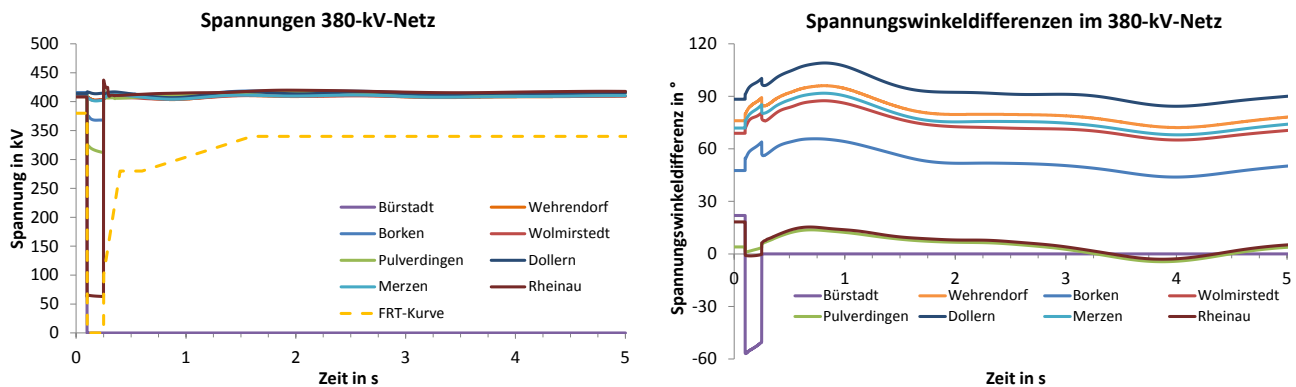 Spannungen 380-kV-Netz
Spannung in kV
500
450
400
350
300
250
200
150
100
50
0
0 1 2 3 4 5
Zeit in s
Bürstadt Wehrendorf
Borken Wolmirstedt
Pulverdingen Dollern
Merzen Rheinau
FRT-Kurve
Spannungswinkeldifferenzen im 380-kV-Netz
Spannungswinkeldifferenz in °
120
90
60
30
0
-30
-60
0 1 2 3 4 5
Bürstadt Wehrendorf Borken Wolmirstedt
Pulverdingen Dollern Merzen Rheinau
Zeit in s